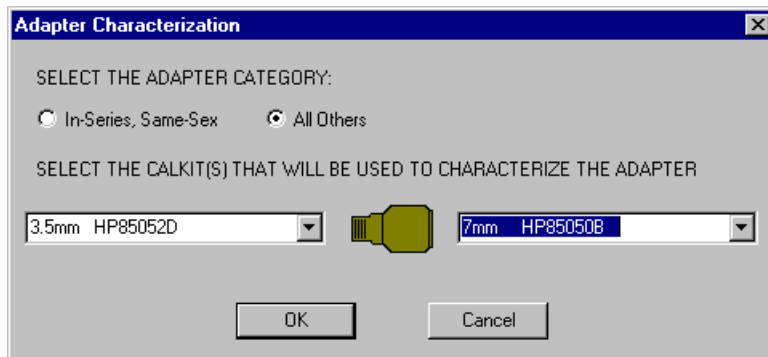 Adapter Characterization
SELECT THE ADAPTER CATEGORY:
In-Series, Same-Sex All Others
SELECT THE CALKIT(S) THAT WILL BE USED TO CHARACTERIZE THE ADAPTER
3.5mm HP85052D 7mm HP85050B
OK Cancel